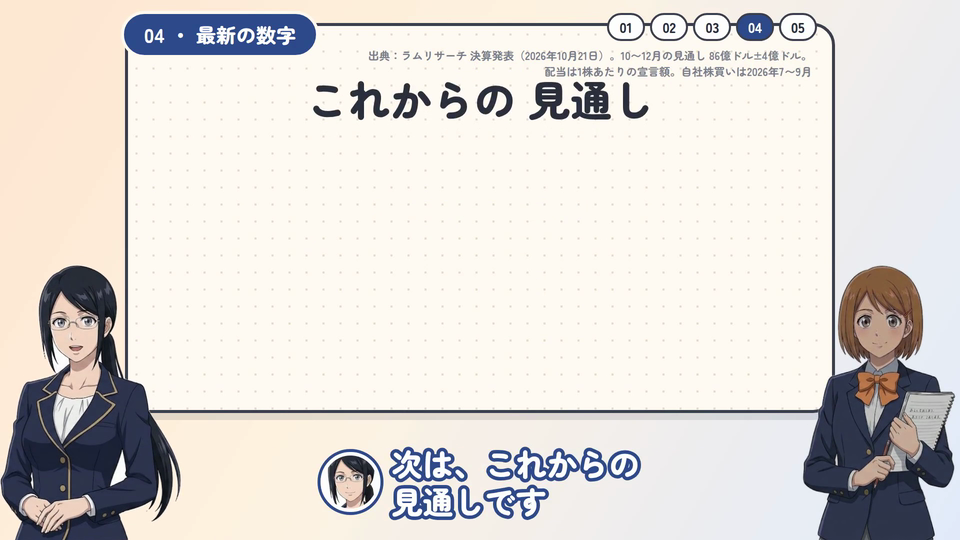 04 ・ 最新の数字
01 02 03 04 05
出典：ラムリサーチ 決算発表（2026年10月21日）。10〜12月の見通し 86億ドル±4億ドル。
配当は1株あたりの宣言額。自社株買いは2026年7〜9月
これからの 見通し
次は、これからの
見通しです